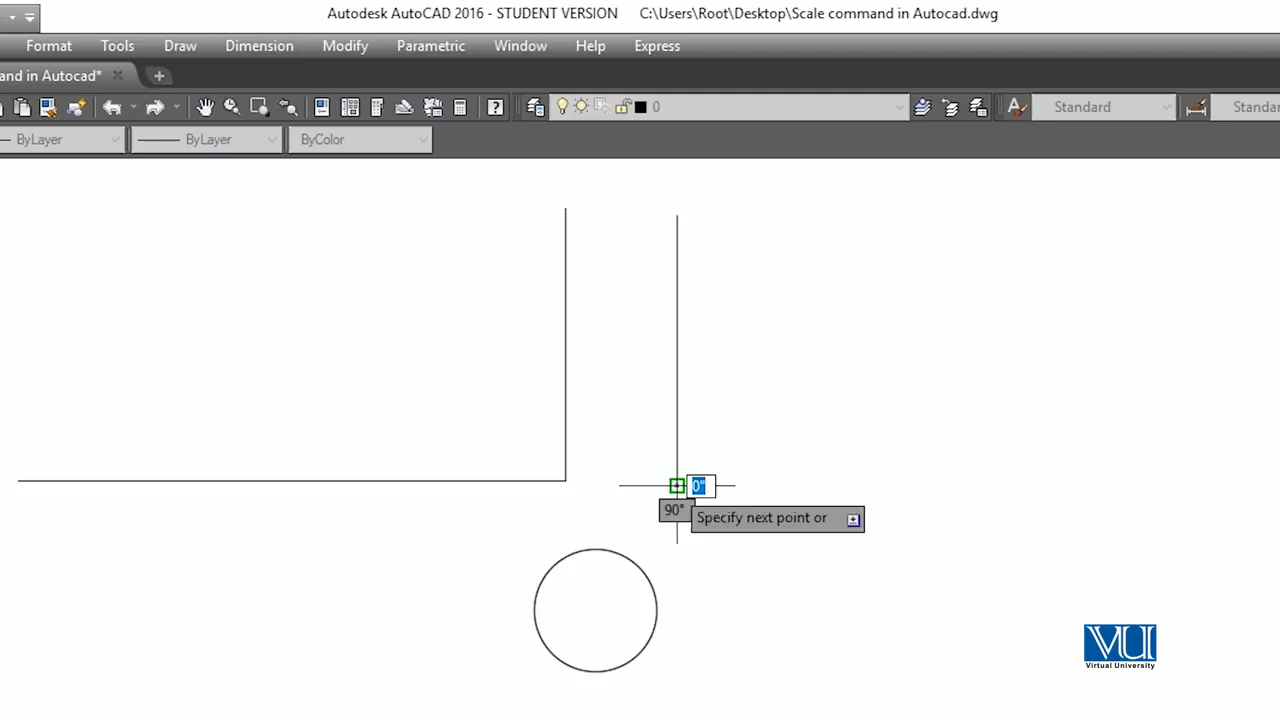 Autodesk AutoCAD 2016 - STUDENT VERSION C:\Users\Root\Desktop\Scale command in Autocad.dwg
Format Tools Draw Dimension Modify Parametric Window Help Express
and in Autocad*
0 Standard Standa
ByLayer ByLayer ByColor
0"
90°
Specify next point or
VU
Virtual University